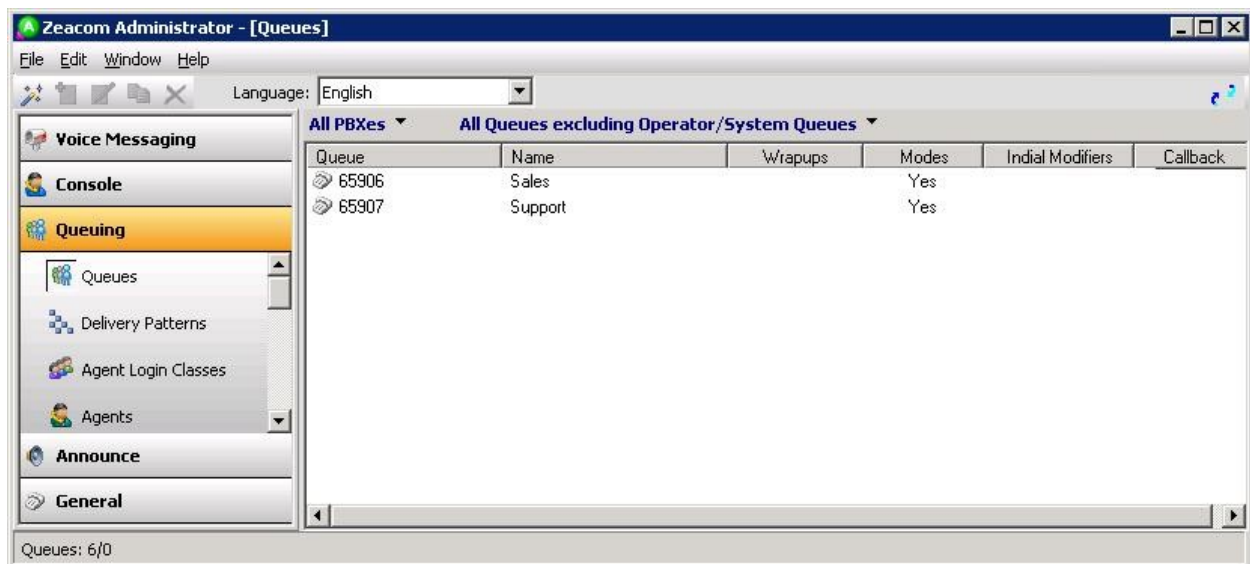 Zeacom Administrator - [Queues]
File Edit Window Help
Language: English
Voice Messaging
Console
Queuing
Queues
Delivery Patterns
Agent Login Classes
Agents
Announce
General
All PBXes All Queues excluding Operator/System Queues
Queue Name Wrapups Modes Indial Modifiers Callback
65906 Sales Yes
65907 Support Yes
Queues: 6/0